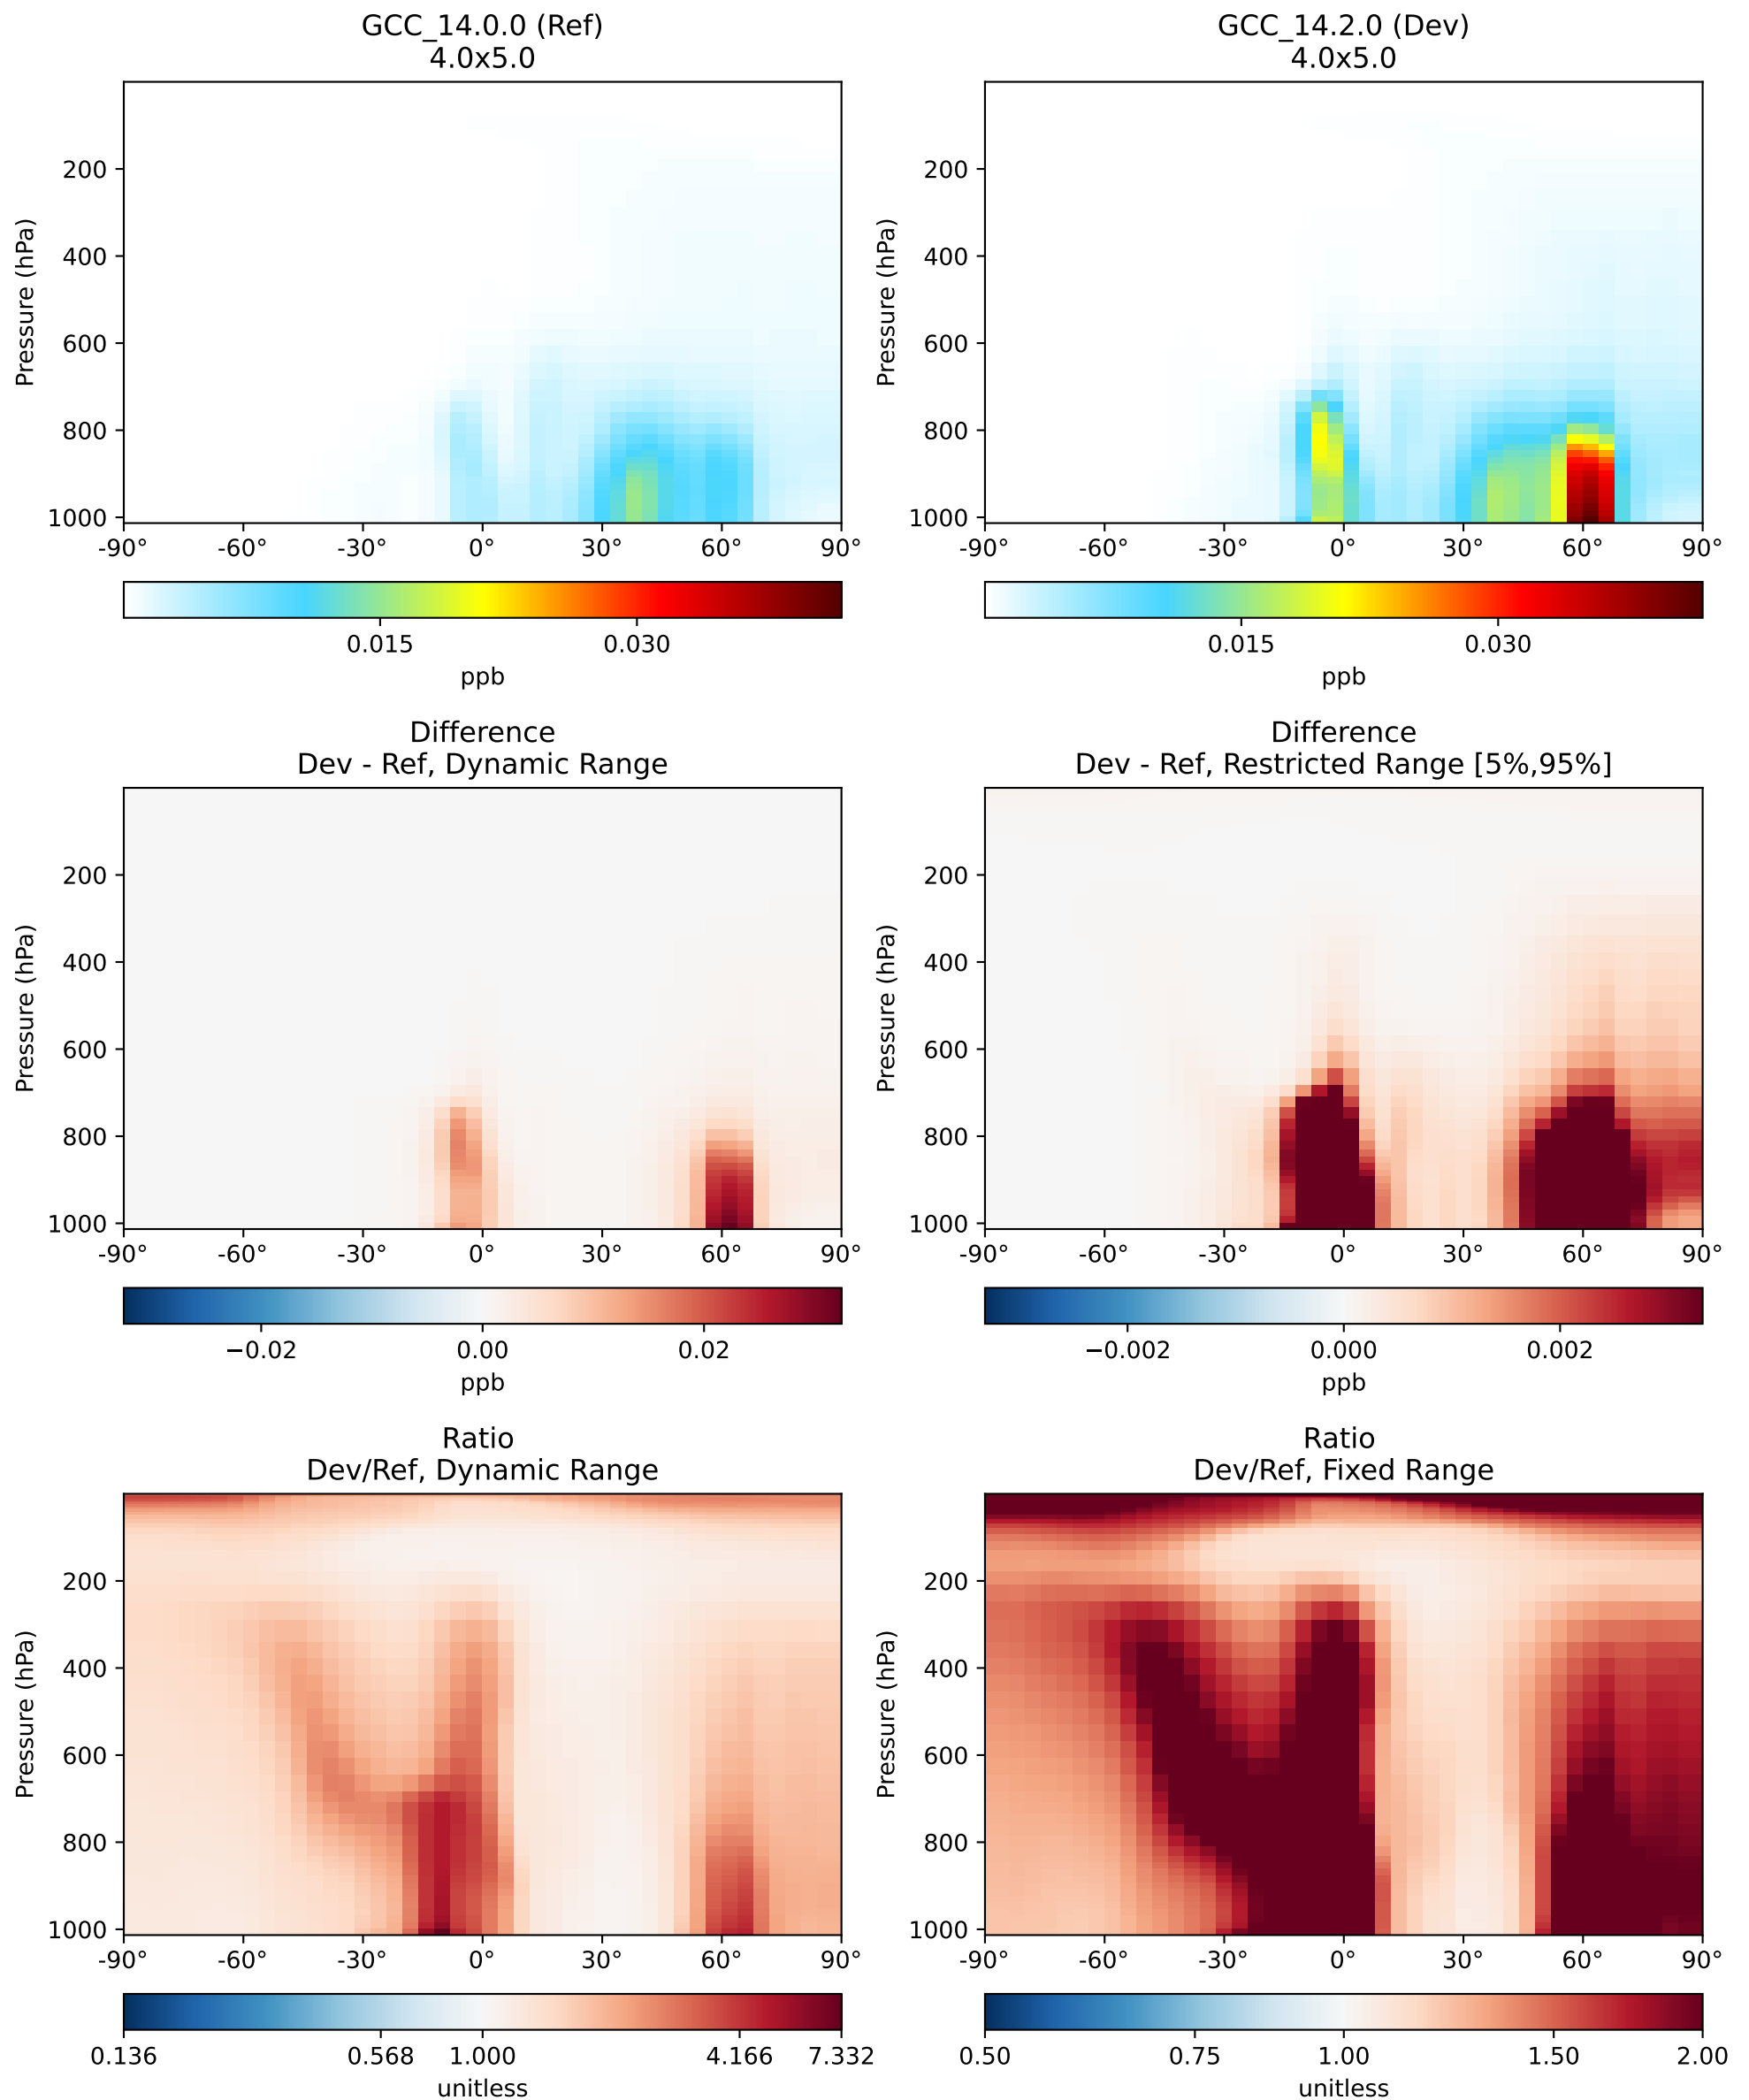 GCC_14.0.0 (Ref)
4.0x5.0
Pressure (hPa)
200
400
600
800
1000
-90° -60° -30° 0° 30° 60° 90°
0.015 0.030
ppb
GCC_14.2.0 (Dev)
4.0x5.0
Pressure (hPa)
200
400
600
800
1000
-90° -60° -30° 0° 30° 60° 90°
0.015 0.030
ppb
Difference
Dev - Ref, Dynamic Range
Pressure (hPa)
200
400
600
800
1000
-90° -60° -30° 0° 30° 60° 90°
−0.02 0.00 0.02
ppb
Difference
Dev - Ref, Restricted Range [5%,95%]
Pressure (hPa)
200
400
600
800
1000
-90° -60° -30° 0° 30° 60° 90°
−0.002 0.000 0.002
ppb
Ratio
Dev/Ref, Dynamic Range
Pressure (hPa)
200
400
600
800
1000
-90° -60° -30° 0° 30° 60° 90°
0.136 0.568 1.000 4.166 7.332
unitless
Ratio
Dev/Ref, Fixed Range
Pressure (hPa)
200
400
600
800
1000
-90° -60° -30° 0° 30° 60° 90°
0.50 0.75 1.00 1.50 2.00
unitless